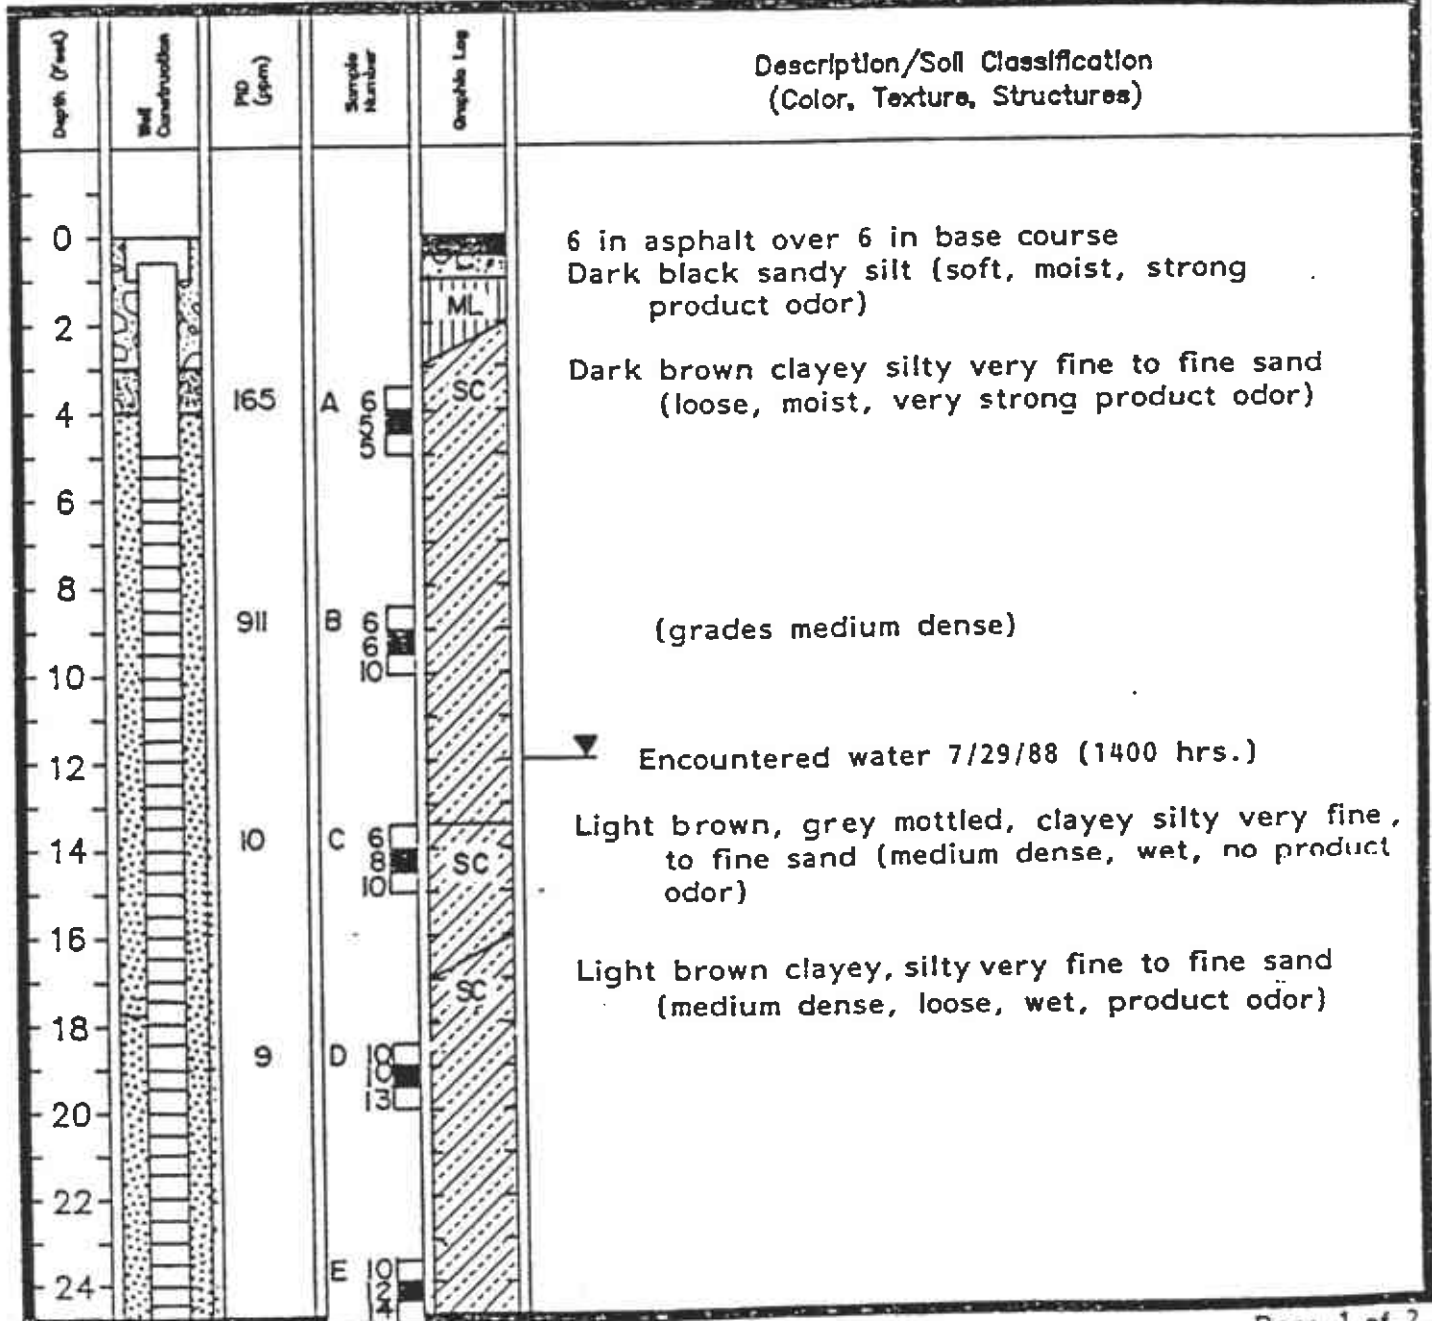 Depth (Feet)
Well Construction
PID (ppm)
Sample Number
Graphic Log
Description/Soil Classification
(Color, Texture, Structures)
0
6 in asphalt over 6 in base course
Dark black sandy silt (soft, moist, strong
product odor)
ML
2
Dark brown clayey silty very fine to fine sand
(loose, moist, very strong product odor)
SC
165 A 6
4
5
5
6
8
911 B 6
(grades medium dense)
6
10
10
Encountered water 7/29/88 (1400 hrs.)
12
Light brown, grey mottled, clayey silty very fine,
to fine sand (medium dense, wet, no product
odor)
10 C 6
14
8
SC
10
16
Light brown clayey, silty very fine to fine sand
(medium dense, loose, wet, product odor)
SC
18
9 D 10
10
13
20
22
E 10
24
12
Page 1 of 2